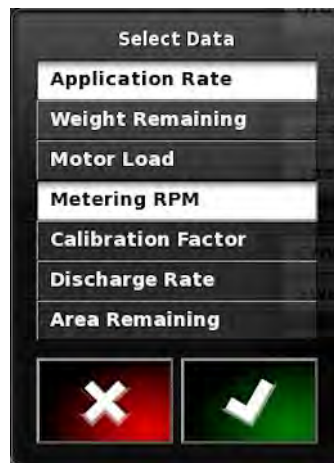 Select Data
Application Rate
Weight Remaining
Motor Load
Metering RPM
Calibration Factor
Discharge Rate
Area Remaining